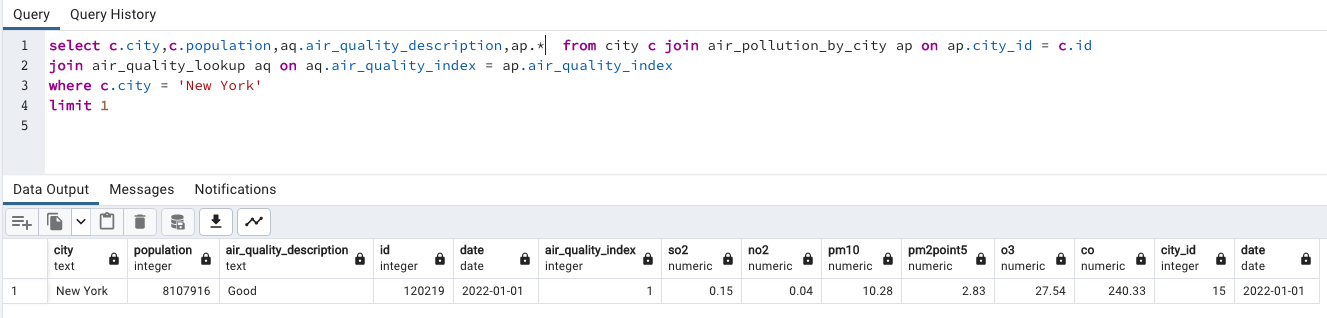 Query Query History
1 select c.city,c.population,aq.air_quality_description,ap.* from city c join air_pollution_by_city ap on ap.city_id = c.id
2 join air_quality_lookup aq on aq.air_quality_index = ap.air_quality_index
3 where c.city = 'New York'
4 limit 1
5
Data Output Messages Notifications
city population air_quality_description id date air_quality_index so2 no2 pm10 pm2point5 o3 co city_id date
text integer text integer date integer numeric numeric numeric numeric numeric numeric integer date
1 New York 8107916 Good 120219 2022-01-01 1 0.15 0.04 10.28 2.83 27.54 240.33 15 2022-01-01